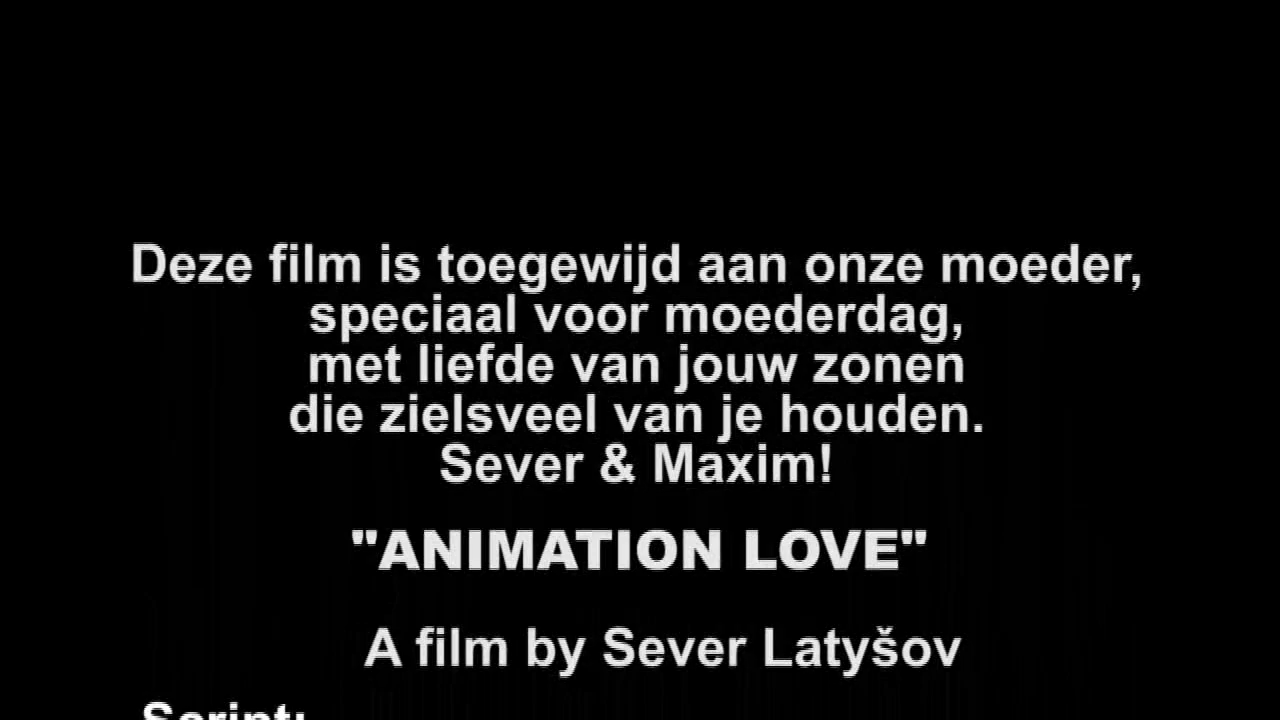 Deze film is toegewijd aan onze moeder,
speciaal voor moederdag,
met liefde van jouw zonen
die zielsveel van je houden.
Sever & Maxim!
"ANIMATION LOVE"
A film by Sever Latyšov
Script: